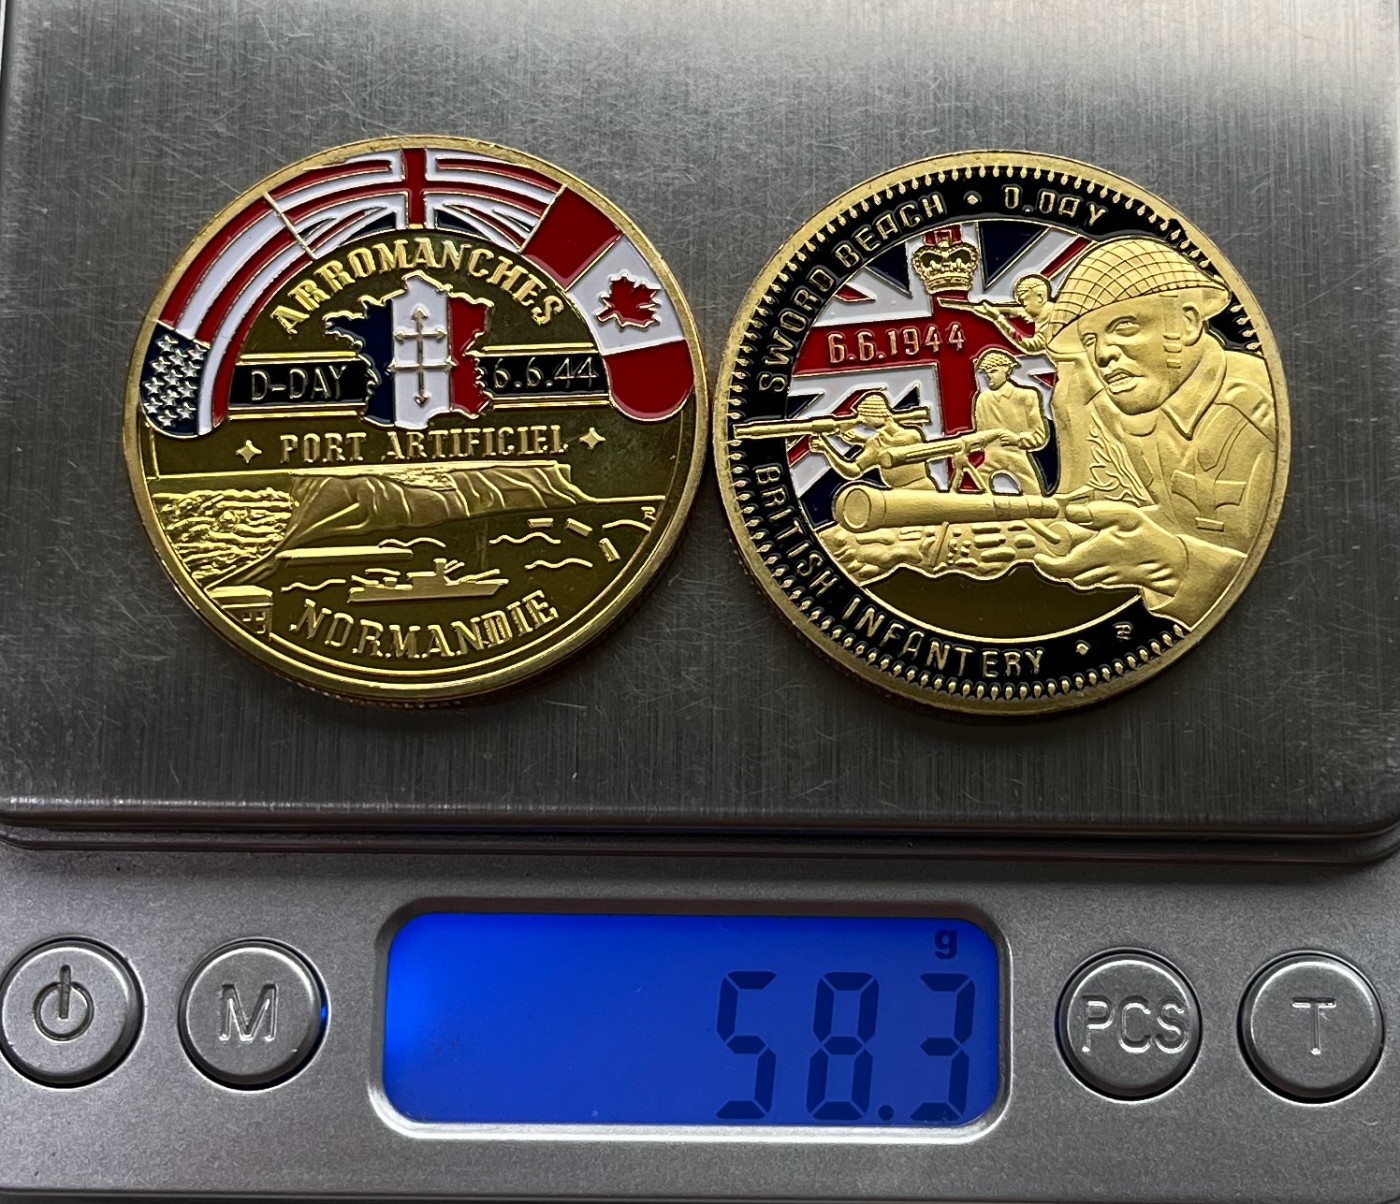 ARROMANCHES
D-DAY 6.6.44
PORT ARTIFICIEL
NORMANDIE
SWORD BEACH • D.DAY
6.6.1944
BRITISH INFANTERY
g
58.3
M
PCS
T